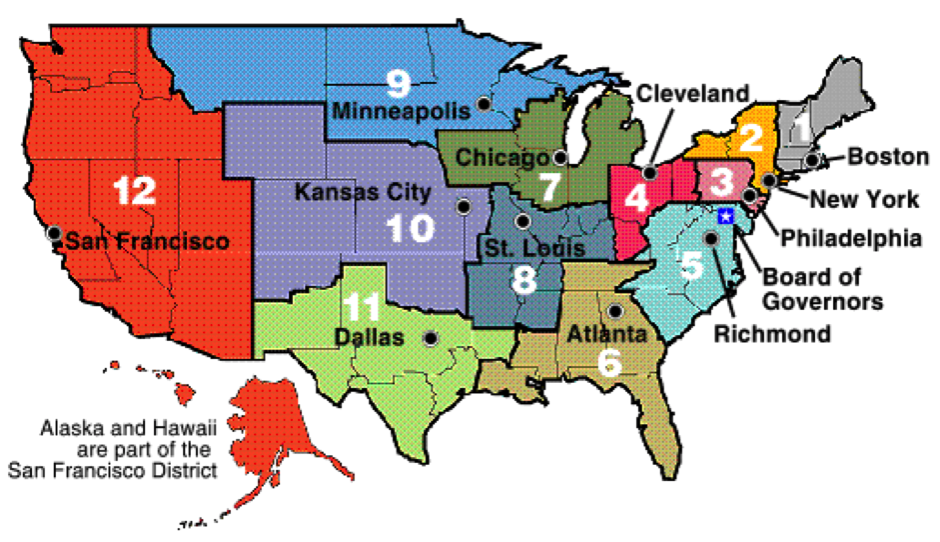 Cleveland
9
Minneapolis
2
1
Chicago
Boston
7
12
Kansas City
4
3
New York
10
San Francisco
St. Louis
Philadelphia
8
5
Board of
Governors
11
Dallas
Atlanta
Richmond
6
Alaska and Hawaii
are part of the
San Francisco District